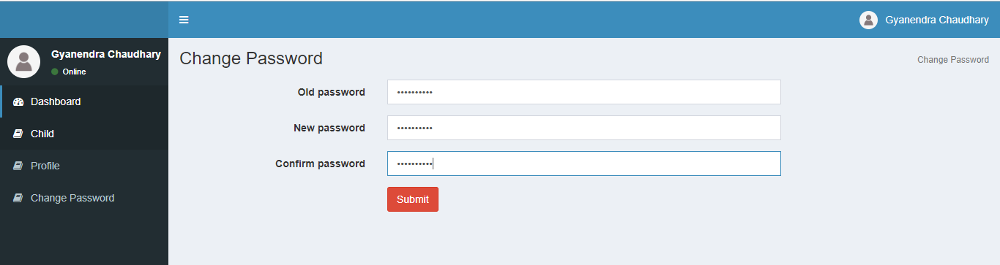 Gyanendra Chaudhary
Gyanendra Chaudhary
Online
Change Password
Change Password
Dashboard
Child
Profile
Change Password
Old password ••••••••••
New password ••••••••••
Confirm password ••••••••••
Submit